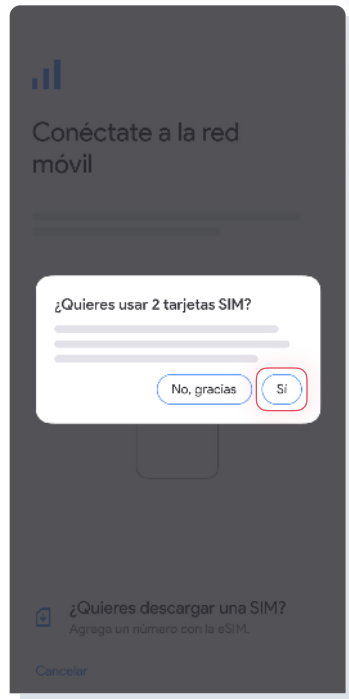 Conéctate a la red
móvil
¿Quieres usar 2 tarjetas SIM?
No, gracias
Sí
¿Quieres descargar una SIM?
Agrega un número con la eSIM.
Cancelar